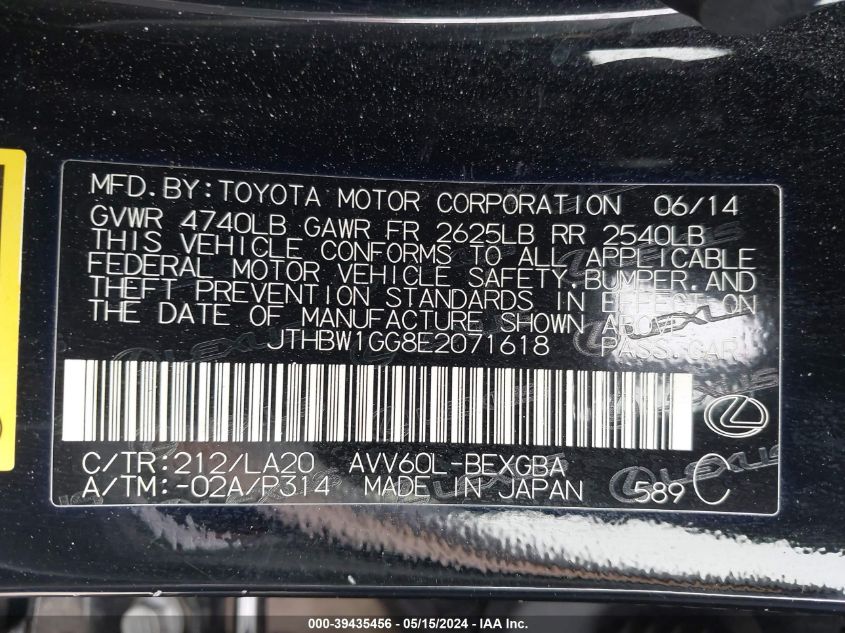 MFD.BY:TOYOTA MOTOR CORPORATION 06/14
GVWR 4740LB GAWR FR 2625LB RR 2540LB
THIS VEHICLE CONFORMS TO ALL APPLICABLE
FEDERAL MOTOR VEHICLE SAFETY,BUMPER,AND
THEFT PREVENTION STANDARDS IN EFFECT ON
THE DATE OF MANUFACTURE SHOWN ABOVE.
JTHBW1GG8E2071618 PASS.CAR
C/TR:212/LA20 AVV60L-BEXGBA
A/TM:-02A/P314 MADE IN JAPAN 589 C
LEXUS
000-39435456 - 05/15/2024 - IAA Inc.